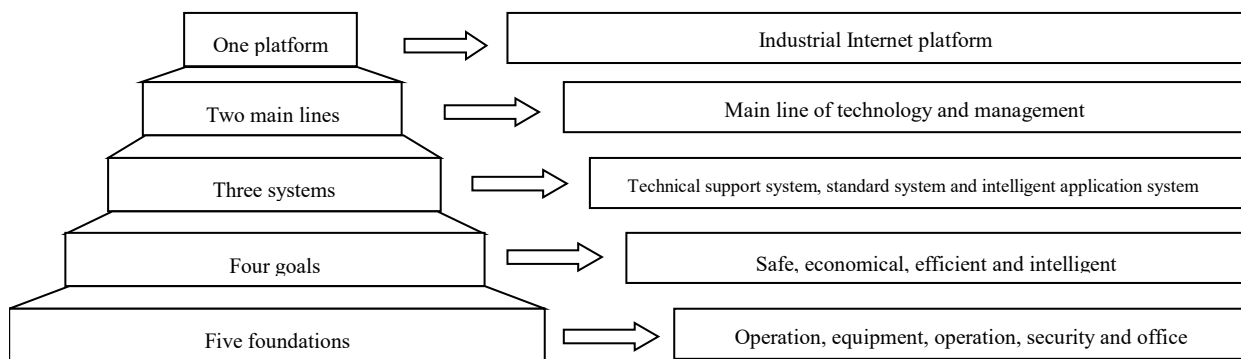 One platform
Industrial Internet platform
Two main lines
Main line of technology and management
Three systems
Technical support system, standard system and intelligent application system
Four goals
Safe, economical, efficient and intelligent
Five foundations
Operation, equipment, operation, security and office